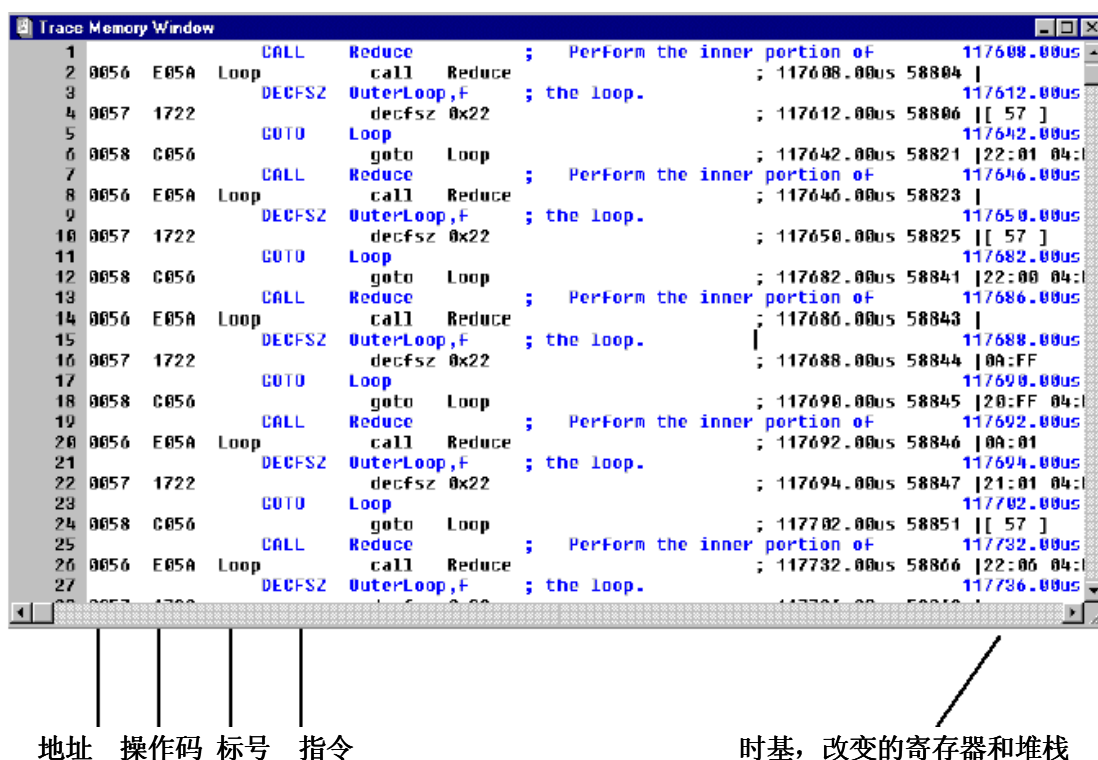 Trace Memory Window
1 CALL Reduce ; Perform the inner portion of 117608.00us
2 0056 E05A Loop call Reduce ; 117608.00us 58804 |
3 DECFSZ OuterLoop,f ; the loop. 117612.00us
4 0057 1722 decfsz 0x22 ; 117612.00us 58806 |[ 57 ]
5 GOTO Loop 117642.00us
6 0058 C056 goto Loop ; 117642.00us 58821 |22:01 04:
7 CALL Reduce ; Perform the inner portion of 117646.00us
8 0056 E05A Loop call Reduce ; 117646.00us 58823 |
9 DECFSZ OuterLoop,f ; the loop. 117650.00us
10 0057 1722 decfsz 0x22 ; 117650.00us 58825 |[ 57 ]
11 GOTO Loop 117682.00us
12 0058 C056 goto Loop ; 117682.00us 58841 |22:00 04:
13 CALL Reduce ; Perform the inner portion of 117686.00us
14 0056 E05A Loop call Reduce ; 117686.00us 58843 |
15 DECFSZ OuterLoop,f ; the loop. 117688.00us
16 0057 1722 decfsz 0x22 ; 117688.00us 58844 |0A:FF
17 GOTO Loop 117690.00us
18 0058 C056 goto Loop ; 117690.00us 58845 |20:FF 04:
19 CALL Reduce ; Perform the inner portion of 117692.00us
20 0056 E05A Loop call Reduce ; 117692.00us 58846 |0A:01
21 DECFSZ OuterLoop,f ; the loop. 117694.00us
22 0057 1722 decfsz 0x22 ; 117694.00us 58847 |21:01 04:
23 GOTO Loop 117702.00us
24 0058 C056 goto Loop ; 117702.00us 58851 |[ 57 ]
25 CALL Reduce ; Perform the inner portion of 117732.00us
26 0056 E05A Loop call Reduce ; 117732.00us 58866 |22:06 04:
27 DECFSZ OuterLoop,f ; the loop. 117736.00us
地址 操作码 标号 指令 时基，改变的寄存器和堆栈